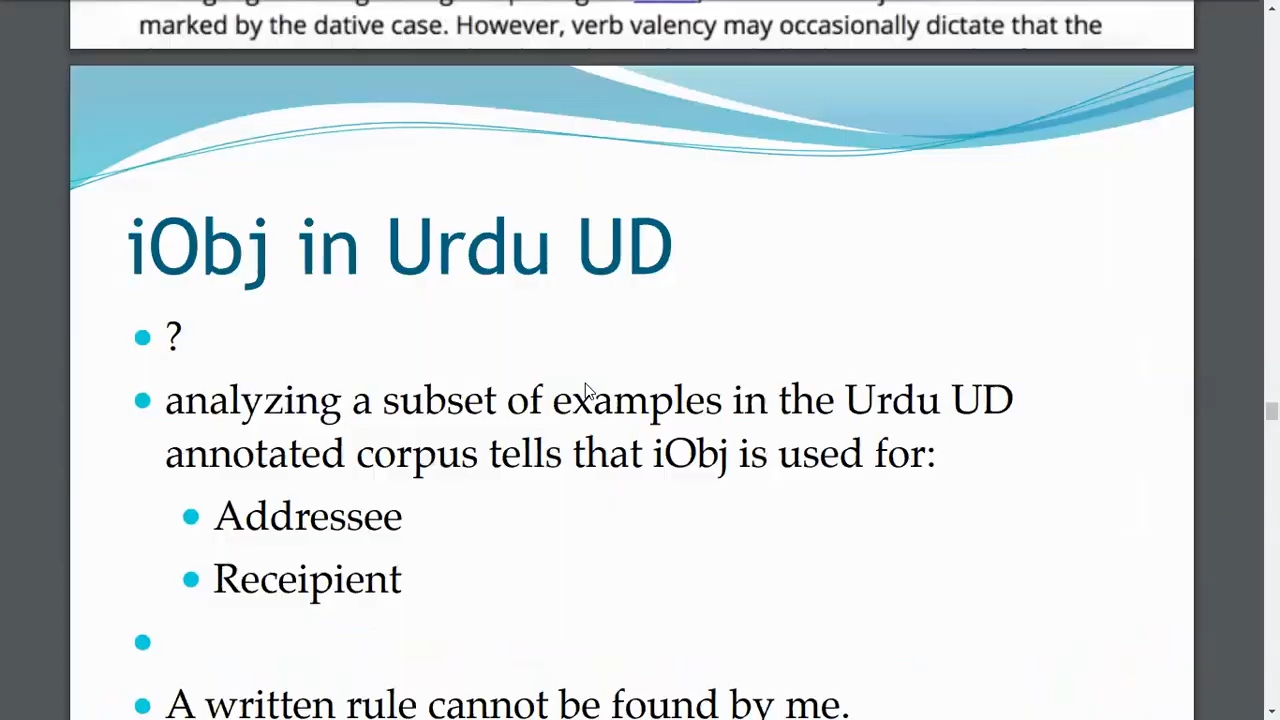 marked by the dative case. However, verb valency may occasionally dictate that the
iObj in Urdu UD
?
analyzing a subset of examples in the Urdu UD
annotated corpus tells that iObj is used for:
Addressee
Receipient
A written rule cannot be found by me.